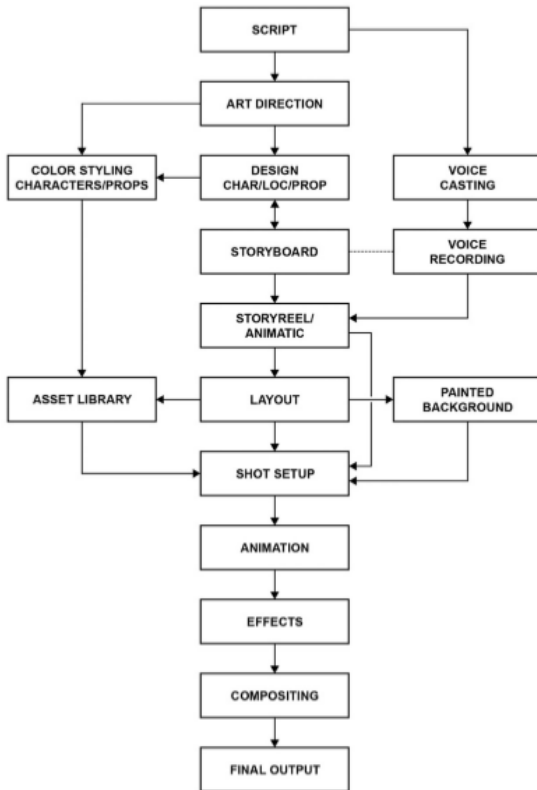 SCRIPT
ART DIRECTION
COLOR STYLING
CHARACTERS/PROPS
DESIGN
CHAR/LOC/PROP
VOICE
CASTING
STORYBOARD
VOICE
RECORDING
STORYREEL/
ANIMATIC
ASSET LIBRARY
LAYOUT
PAINTED
BACKGROUND
SHOT SETUP
ANIMATION
EFFECTS
COMPOSITING
FINAL OUTPUT